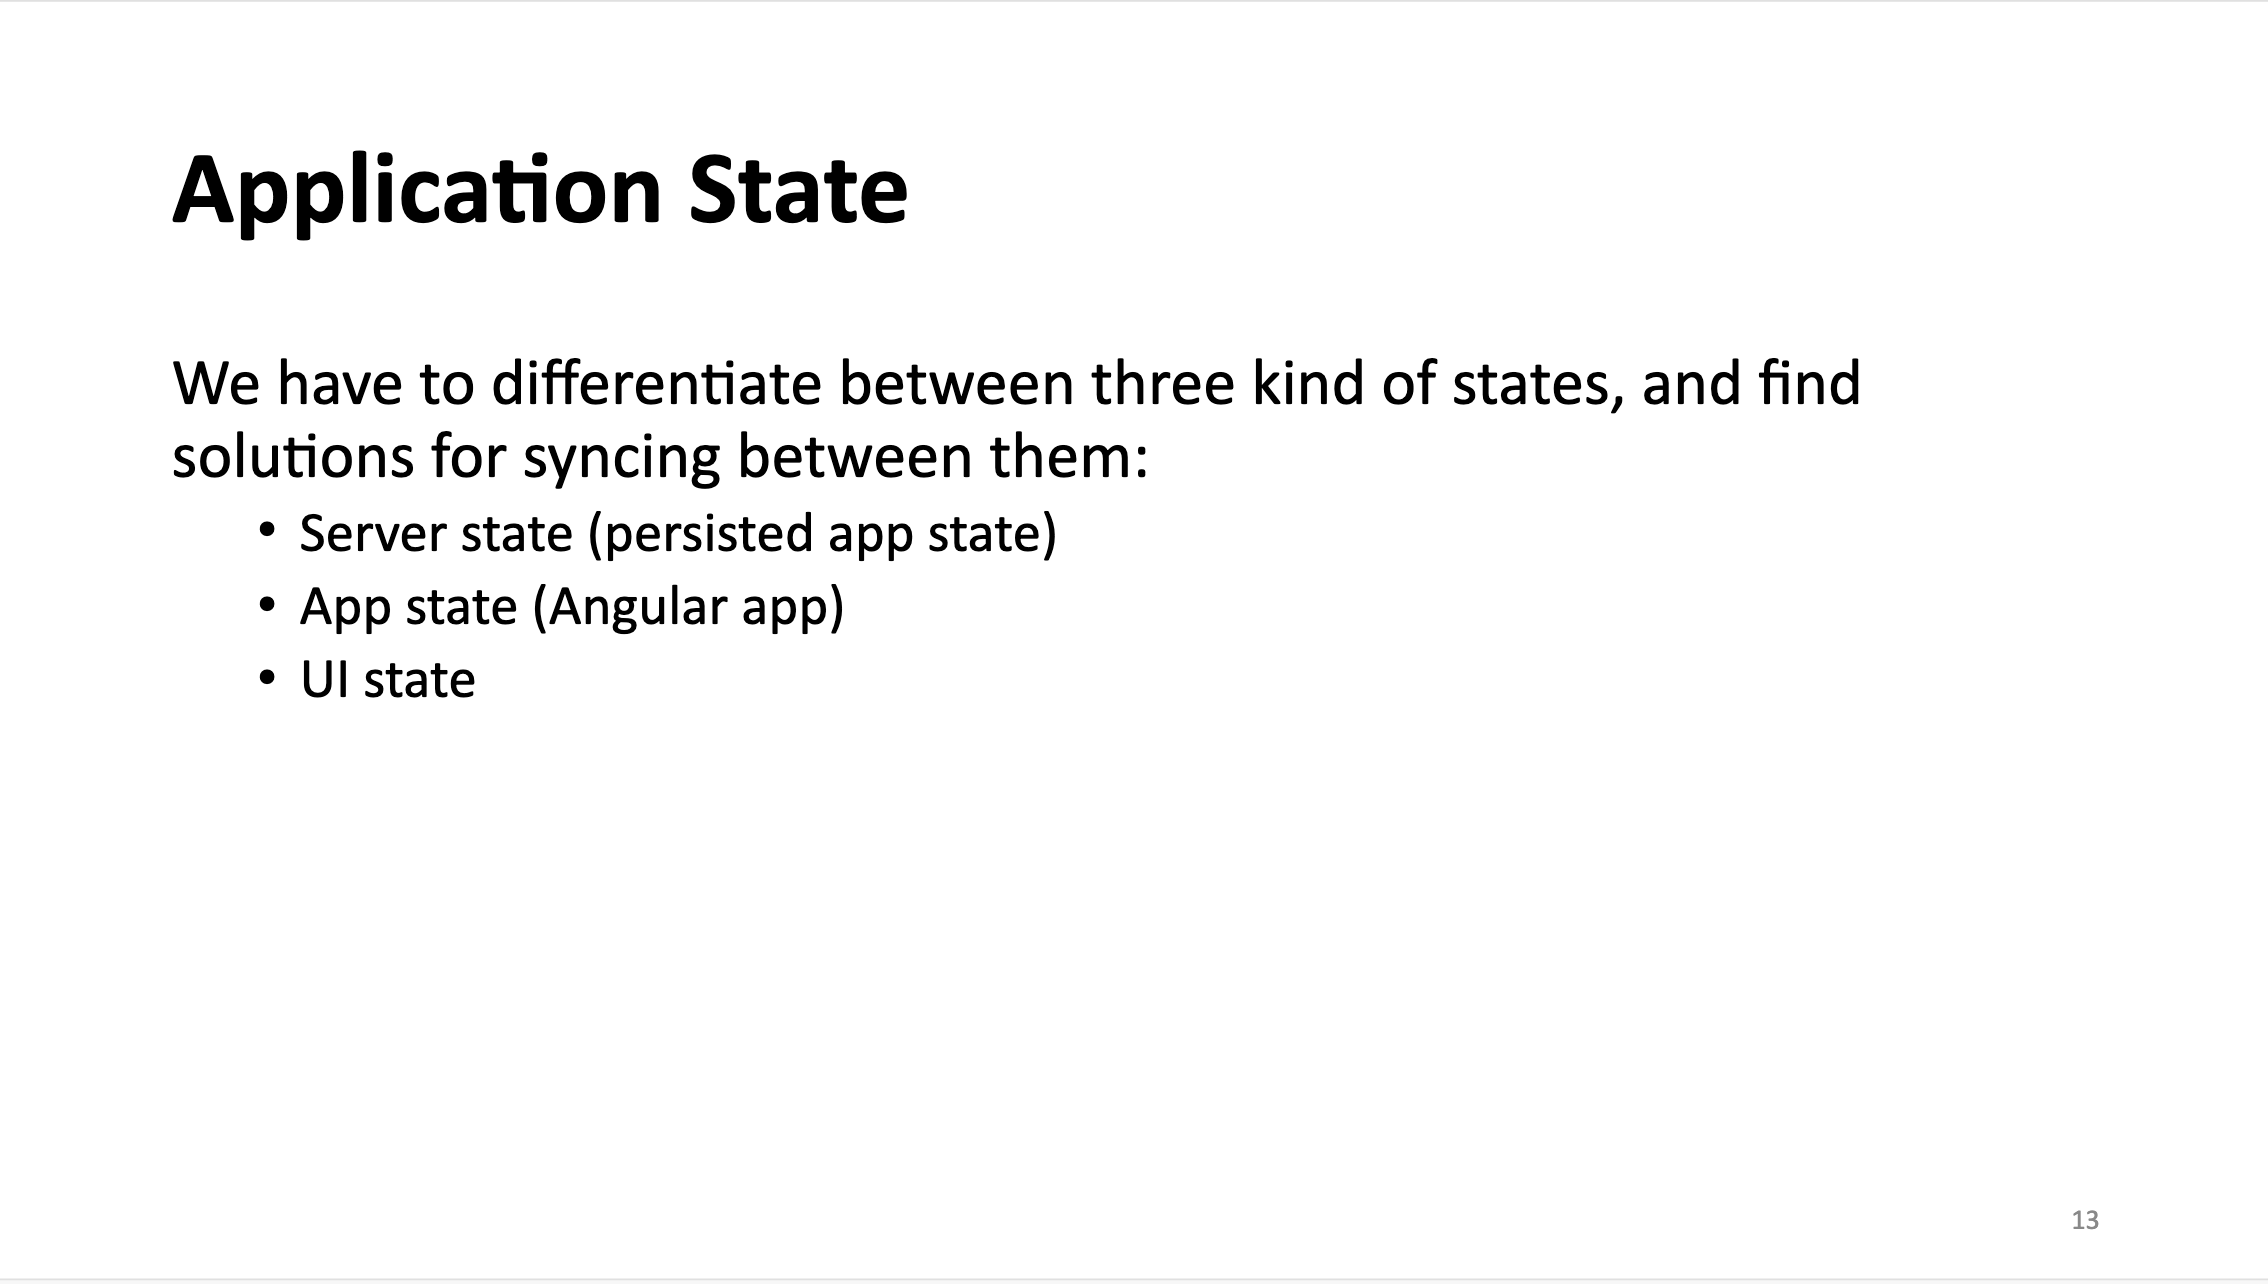 Application State
We have to differentiate between three kind of states, and find
solutions for syncing between them:
• Server state (persisted app state)
• App state (Angular app)
• UI state
13